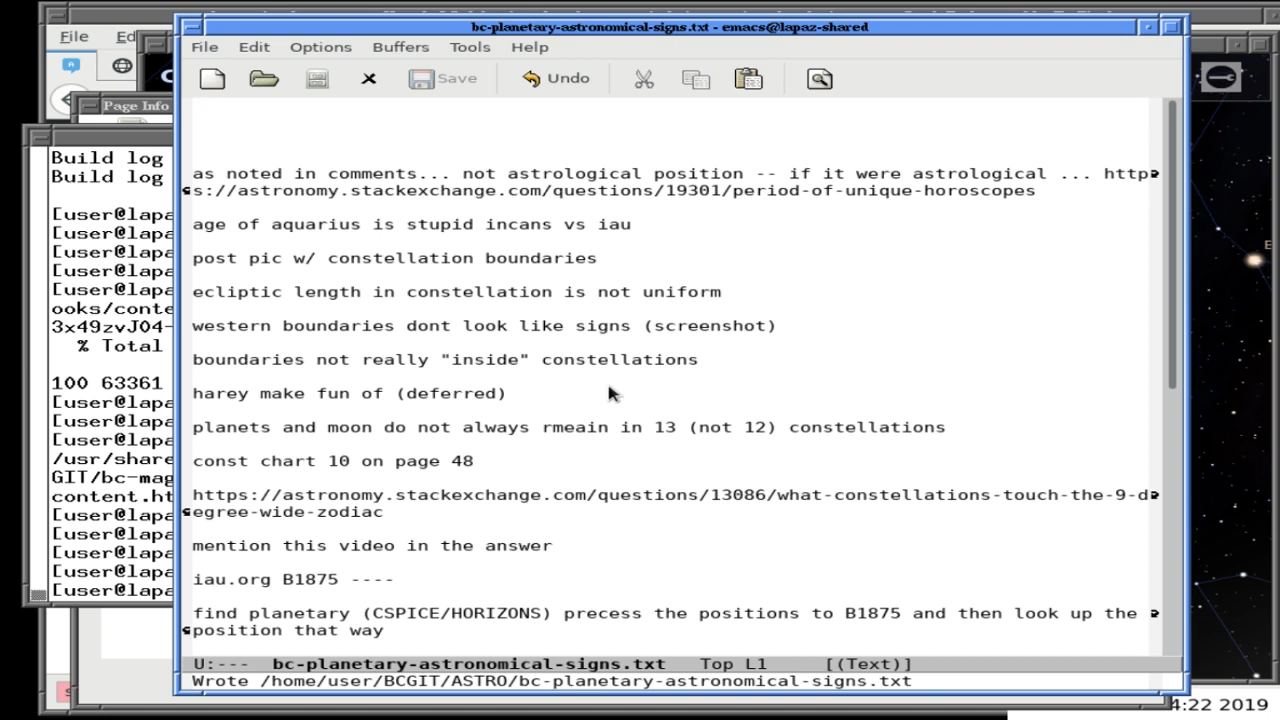 bc-planetary-astronomical-signs.txt - emacs@lapaz-shared
File Ed
File Edit Options Buffers Tools Help
Save Undo
Page Info
Build log
Build log
[user@lapa
[user@lapa
[user@lapa
[user@lapa
[user@lapa
ooks/conte
3x49zvJ04-
% Total
100 63361
[user@lapa
[user@lapa
[user@lapa
/usr/share
GIT/bc-mag
content.ht
[user@lapa
[user@lapa
[user@lapa
[user@lapa
[user@lapa
as noted in comments... not astrological position -- if it were astrological ... http
s://astronomy.stackexchange.com/questions/19301/period-of-unique-horoscopes
age of aquarius is stupid incans vs iau
post pic w/ constellation boundaries
ecliptic length in constellation is not uniform
western boundaries dont look like signs (screenshot)
boundaries not really "inside" constellations
harey make fun of (deferred)
planets and moon do not always rmeain in 13 (not 12) constellations
const chart 10 on page 48
https://astronomy.stackexchange.com/questions/13086/what-constellations-touch-the-9-d
egree-wide-zodiac
mention this video in the answer
iau.org B1875 ----
find planetary (CSPICE/HORIZONS) precess the positions to B1875 and then look up the
position that way
U:--- bc-planetary-astronomical-signs.txt Top L1 [(Text)]
Wrote /home/user/BCGIT/ASTRO/bc-planetary-astronomical-signs.txt
4:22 2019